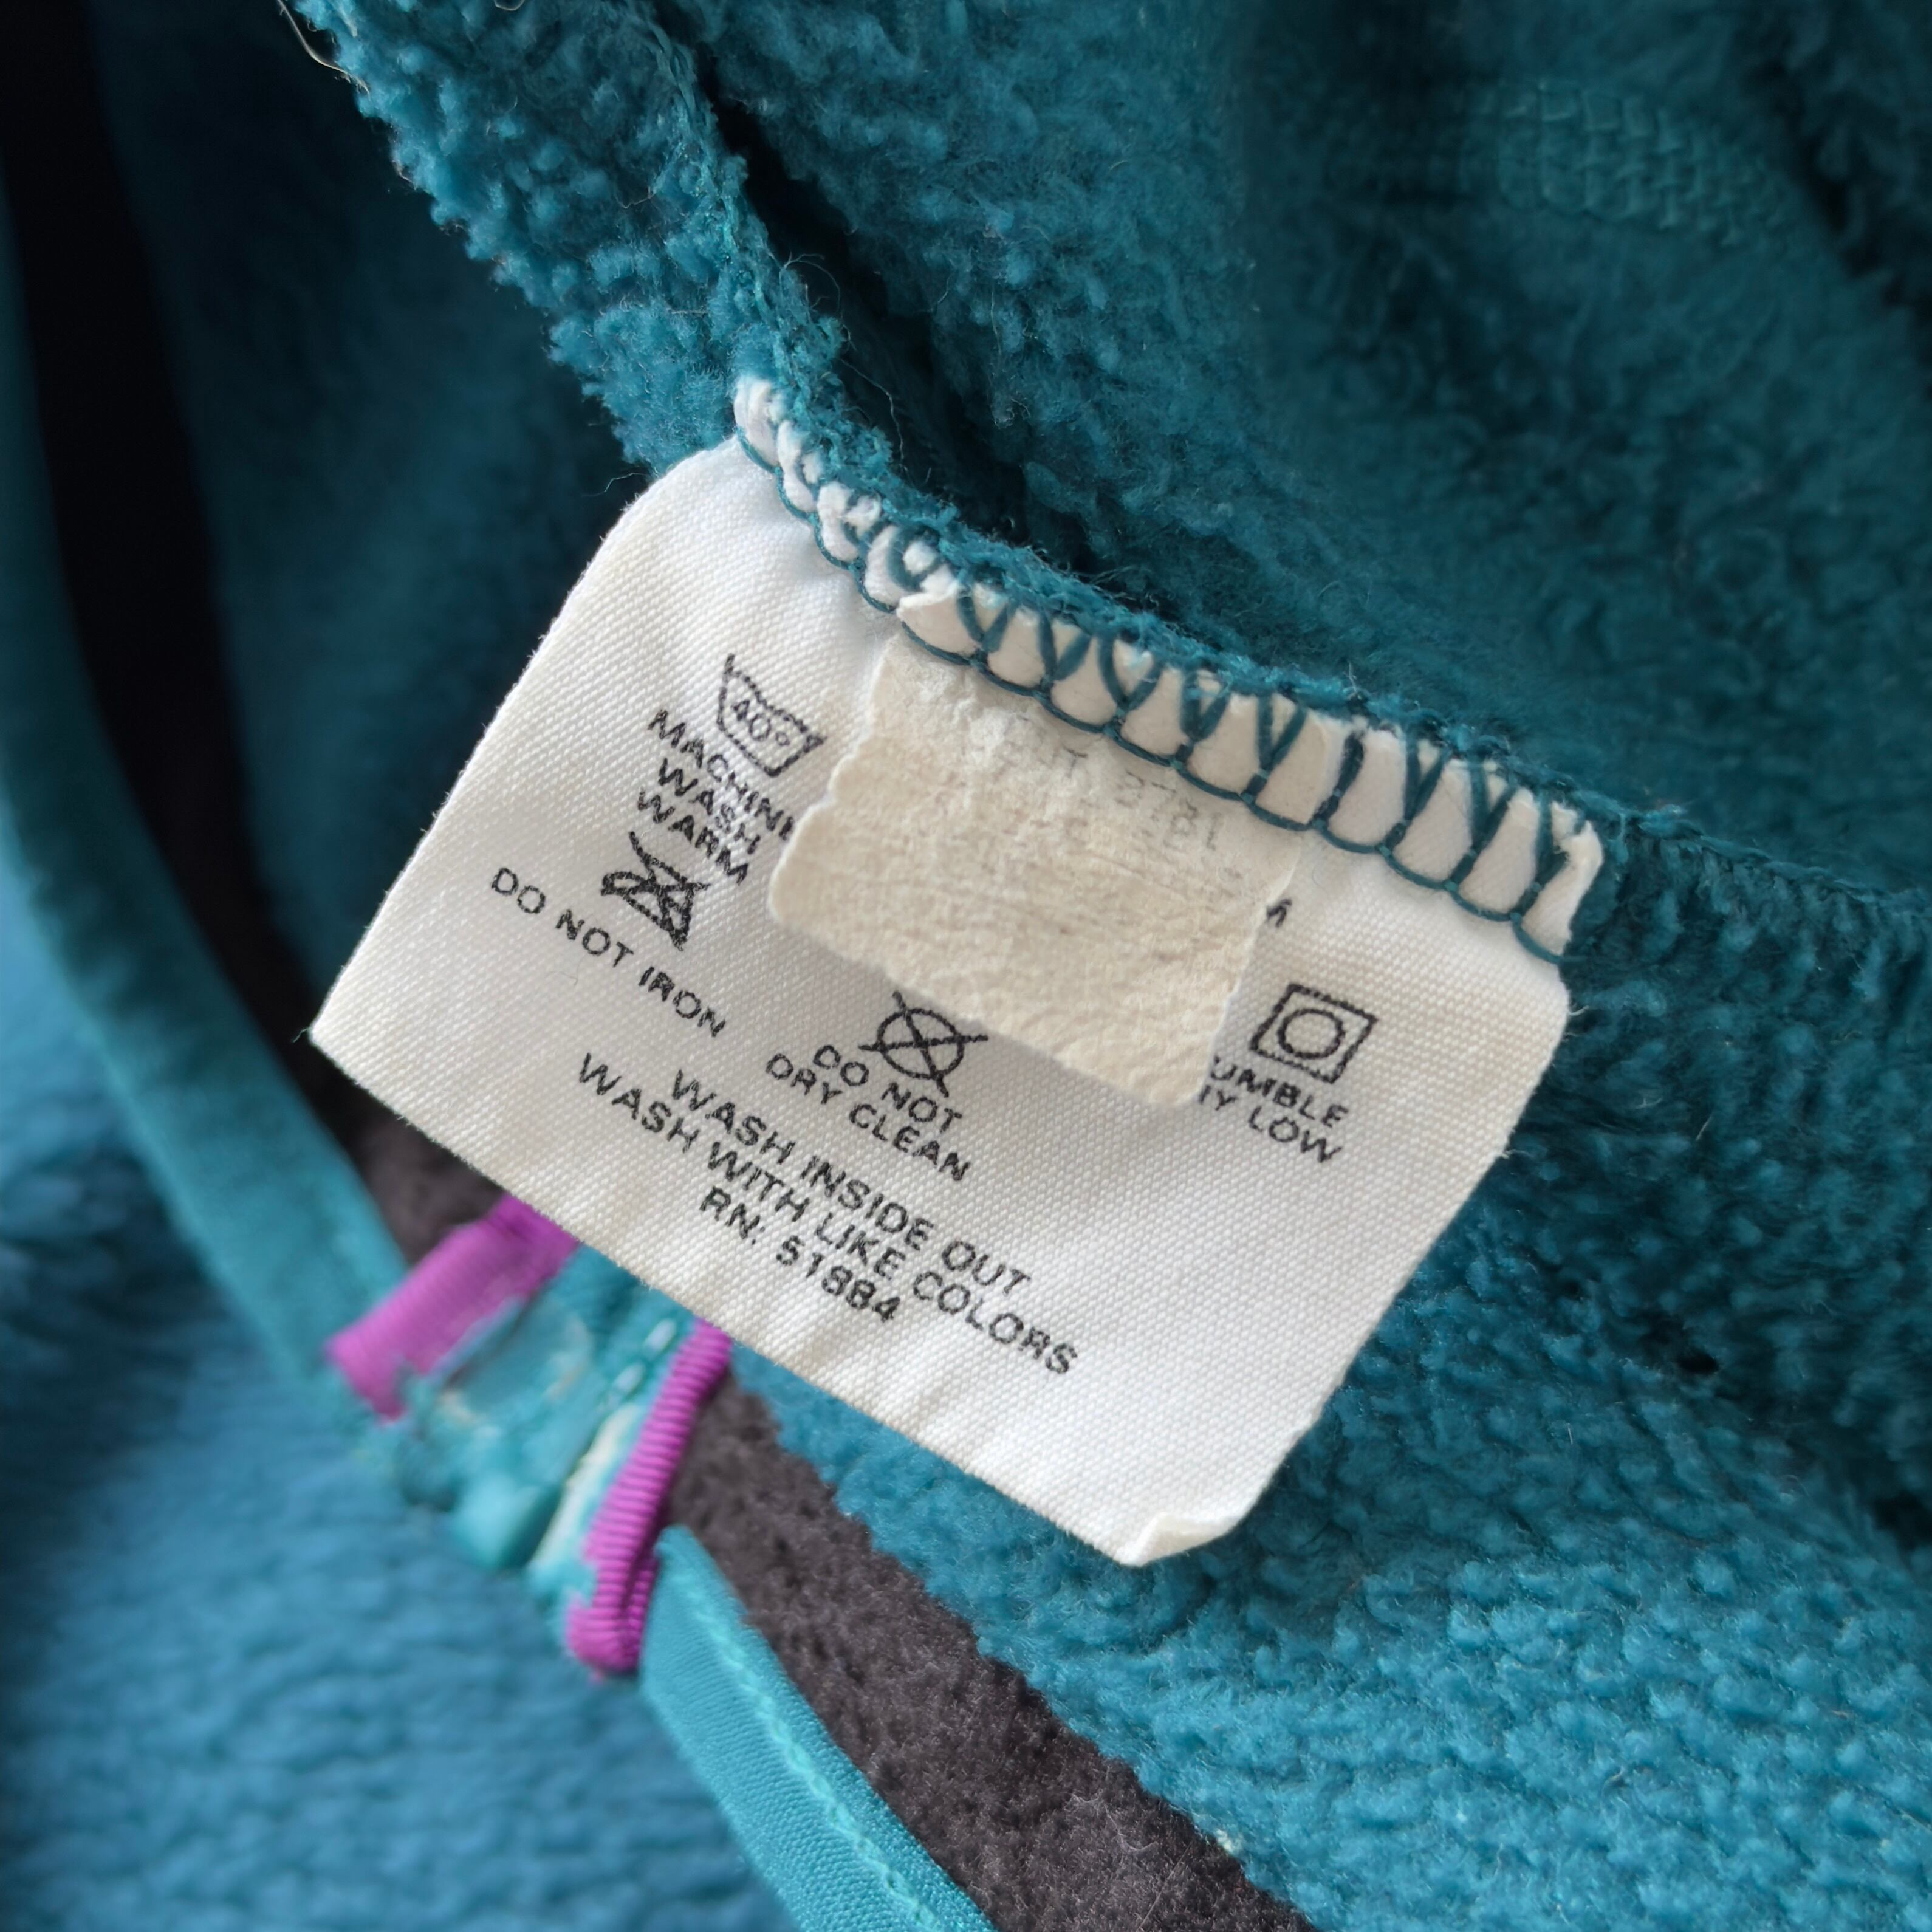 40°
MACHINE
WASH
WARM
DO NOT IRON
DO NOT
DRY CLEAN
UMBLE
Y LOW
WASH INSIDE OUT
WASH WITH LIKE COLORS
RN: 51884